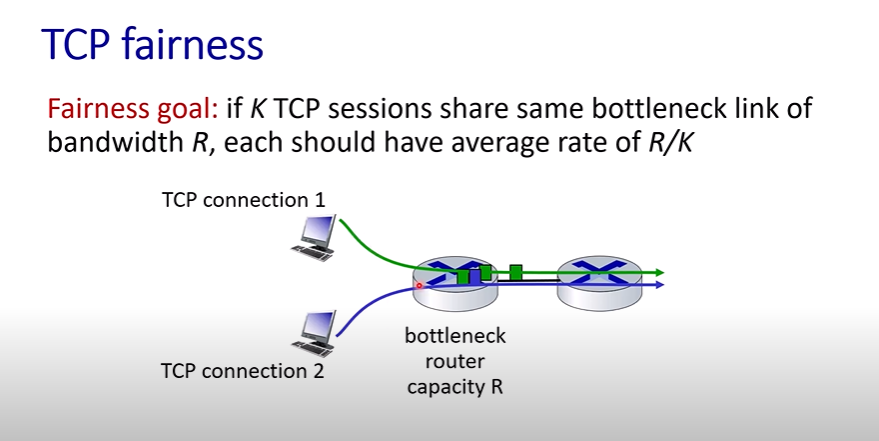 TCP fairness
Fairness goal: if K TCP sessions share same bottleneck link of
bandwidth R, each should have average rate of R/K
TCP connection 1
bottleneck
router
capacity R
TCP connection 2